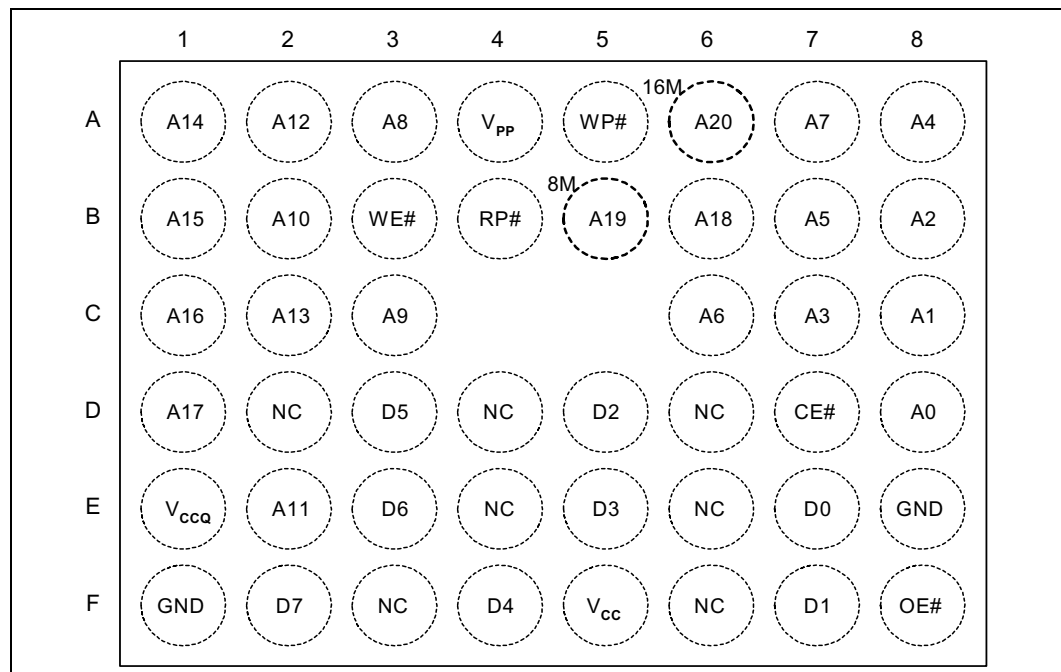 1 2 3 4 5 6 7 8
16M
A A14 A12 A8 VPP WP# A20 A7 A4
8M
B A15 A10 WE# RP# A19 A18 A5 A2
C A16 A13 A9 A6 A3 A1
D A17 NC D5 NC D2 NC CE# A0
E VCCQ A11 D6 NC D3 NC D0 GND
F GND D7 NC D4 VCC NC D1 OE#